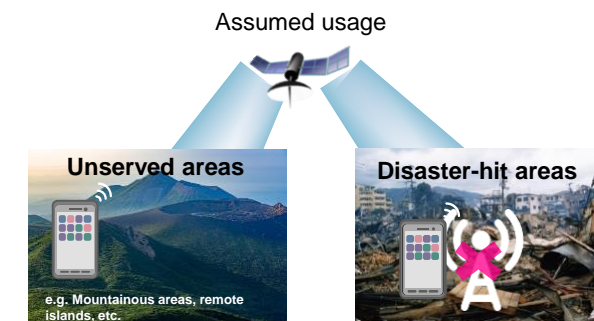 Assumed usage
Unserved areas
Disaster-hit areas
e.g. Mountainous areas, remote
islands, etc.